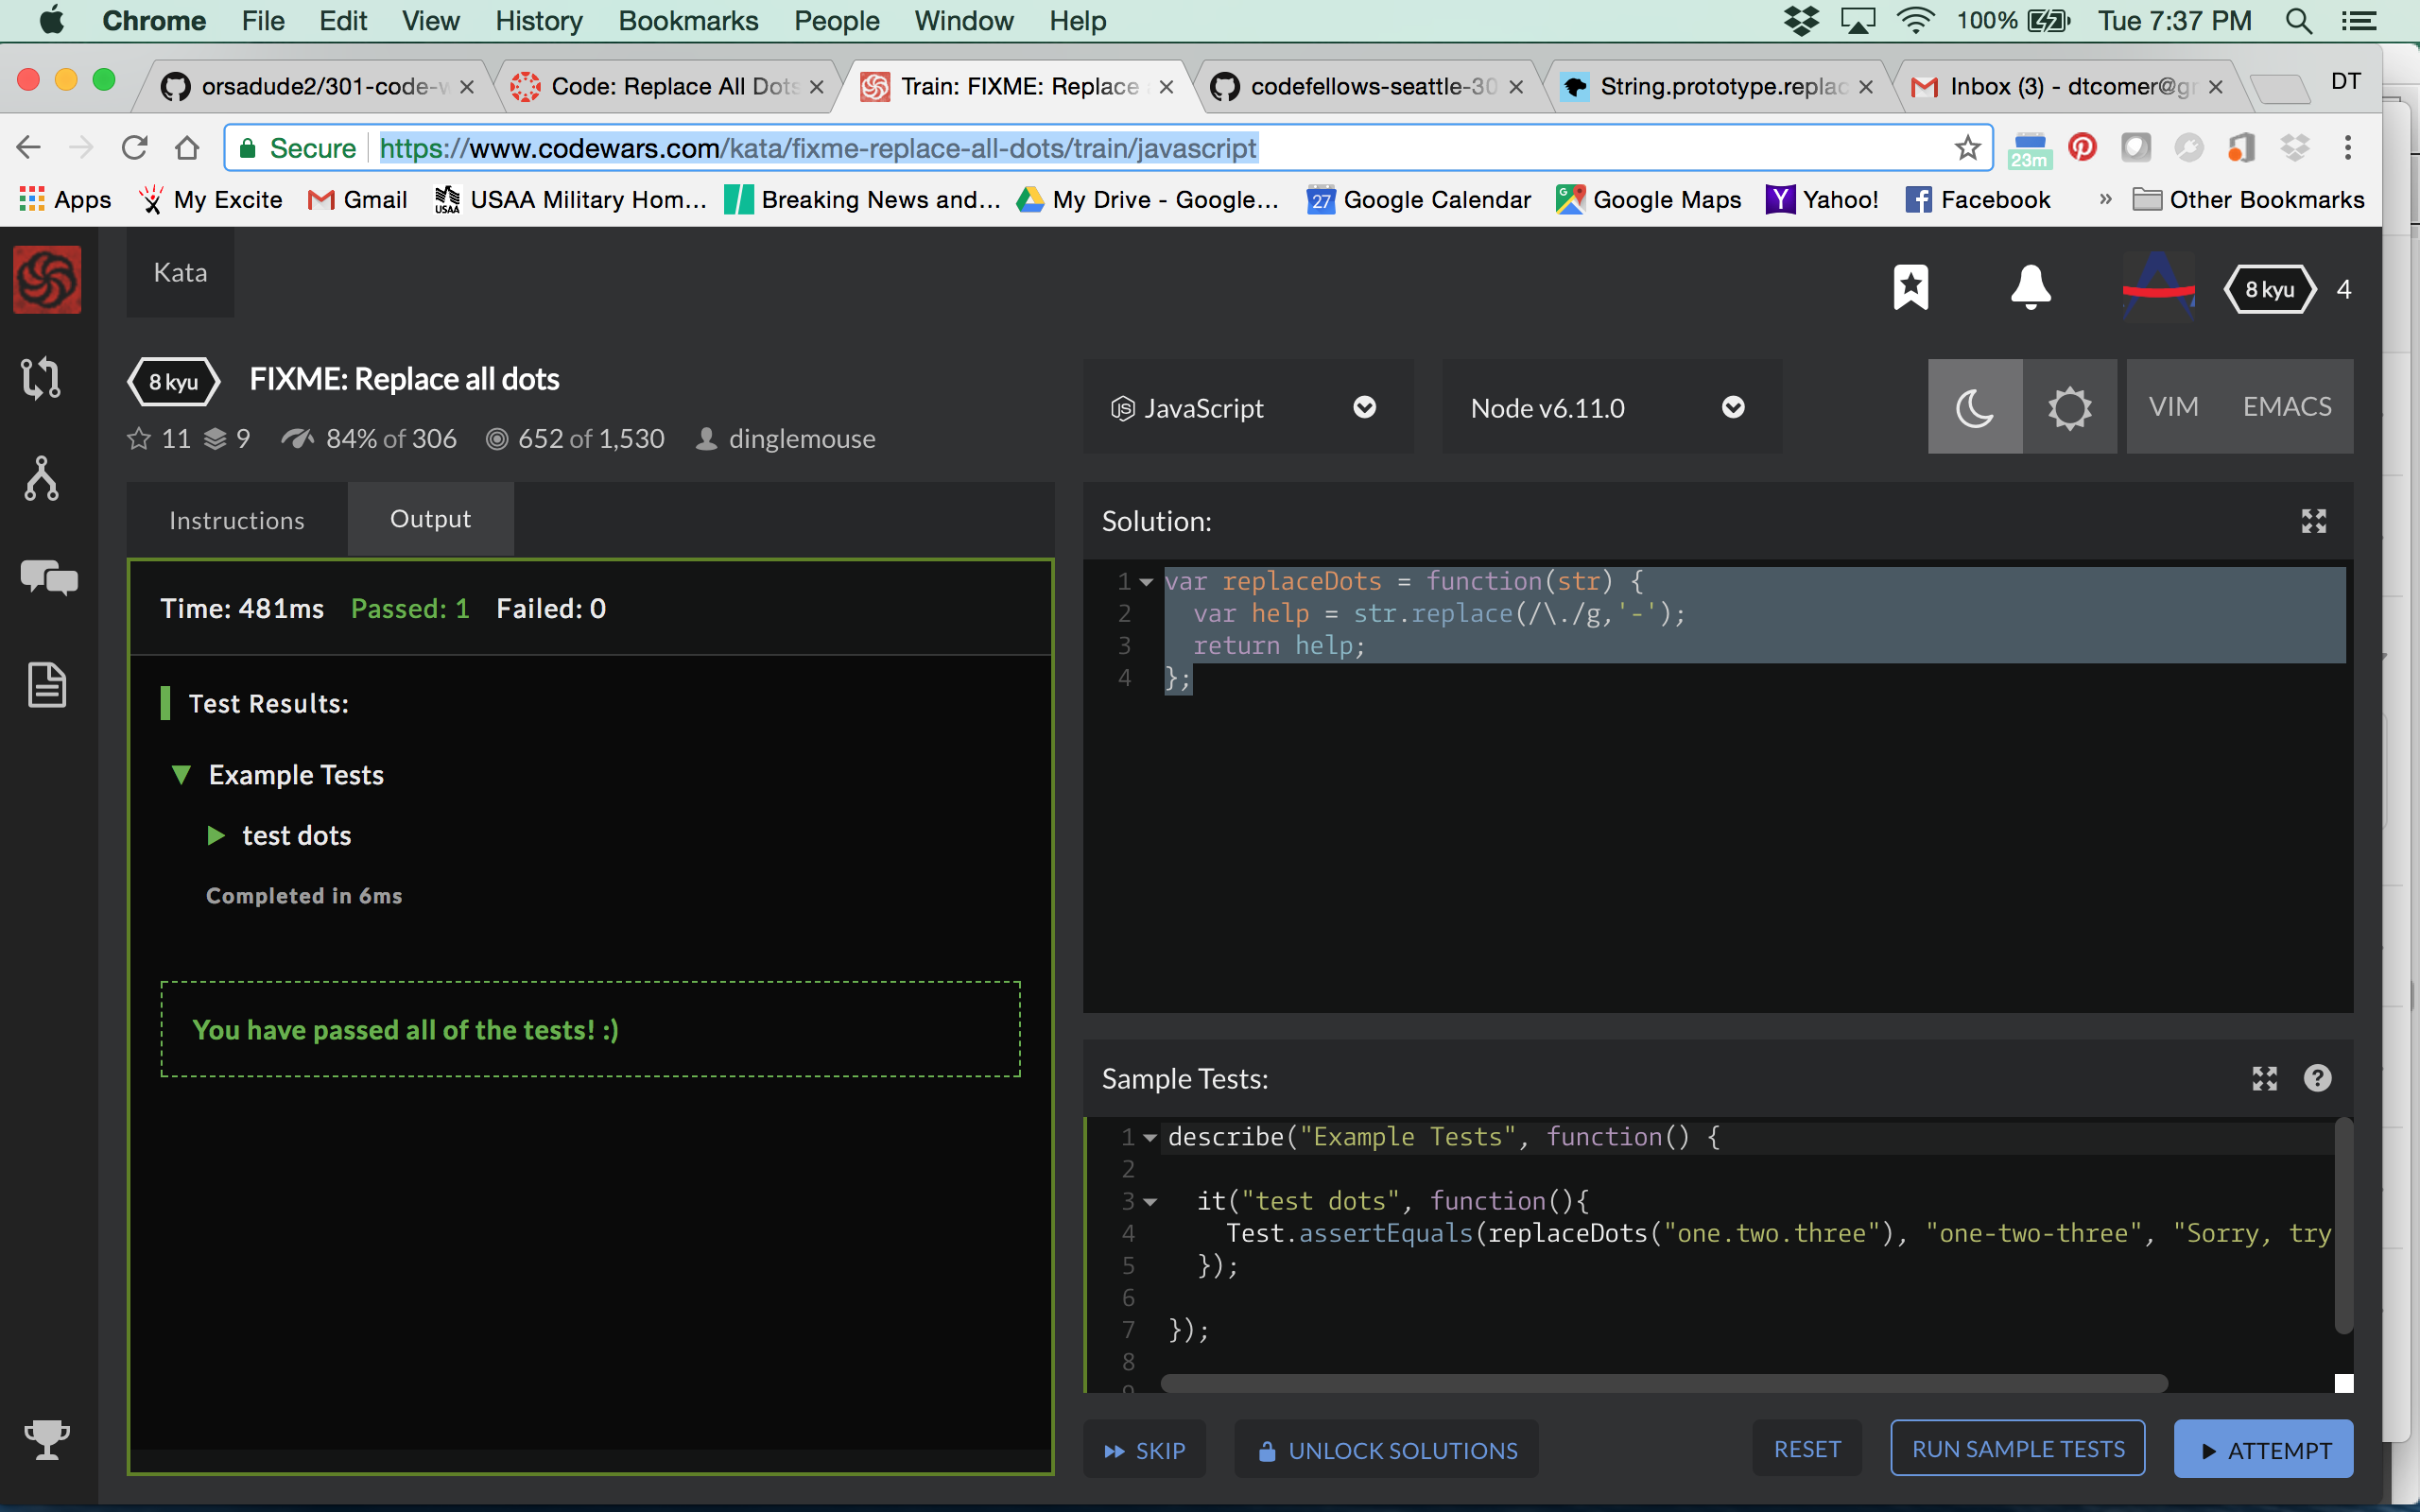 Chrome File Edit View History Bookmarks People Window Help 100% Tue 7:37 PM
orsadude2/301-code-w Code: Replace All Dots Train: FIXME: Replace codefellows-seattle-30 String.prototype.replac Inbox (3) - dtcomer@gm DT
Secure https://www.codewars.com/kata/fixme-replace-all-dots/train/javascript 23m
Apps My Excite Gmail USAA USAA Military Hom... Breaking News and... My Drive - Google... 27 Google Calendar Google Maps Yahoo! Facebook » Other Bookmarks
Kata
8 kyu 4
8 kyu FIXME: Replace all dots
11 9 84% of 306 652 of 1,530 dinglemouse
JavaScript Node v6.11.0 VIM EMACS
Instructions Output
Time: 481ms Passed: 1 Failed: 0
Test Results:
Example Tests
test dots
Completed in 6ms
You have passed all of the tests! :)
Solution:
1 var replaceDots = function(str) {
2 var help = str.replace(/\./g,'-');
3 return help;
4 };
Sample Tests:
1 describe("Example Tests", function() {
2
3 it("test dots", function(){
4 Test.assertEquals(replaceDots("one.two.three"), "one-two-three", "Sorry, try
5 });
6
7 });
8
9
SKIP UNLOCK SOLUTIONS RESET RUN SAMPLE TESTS ATTEMPT